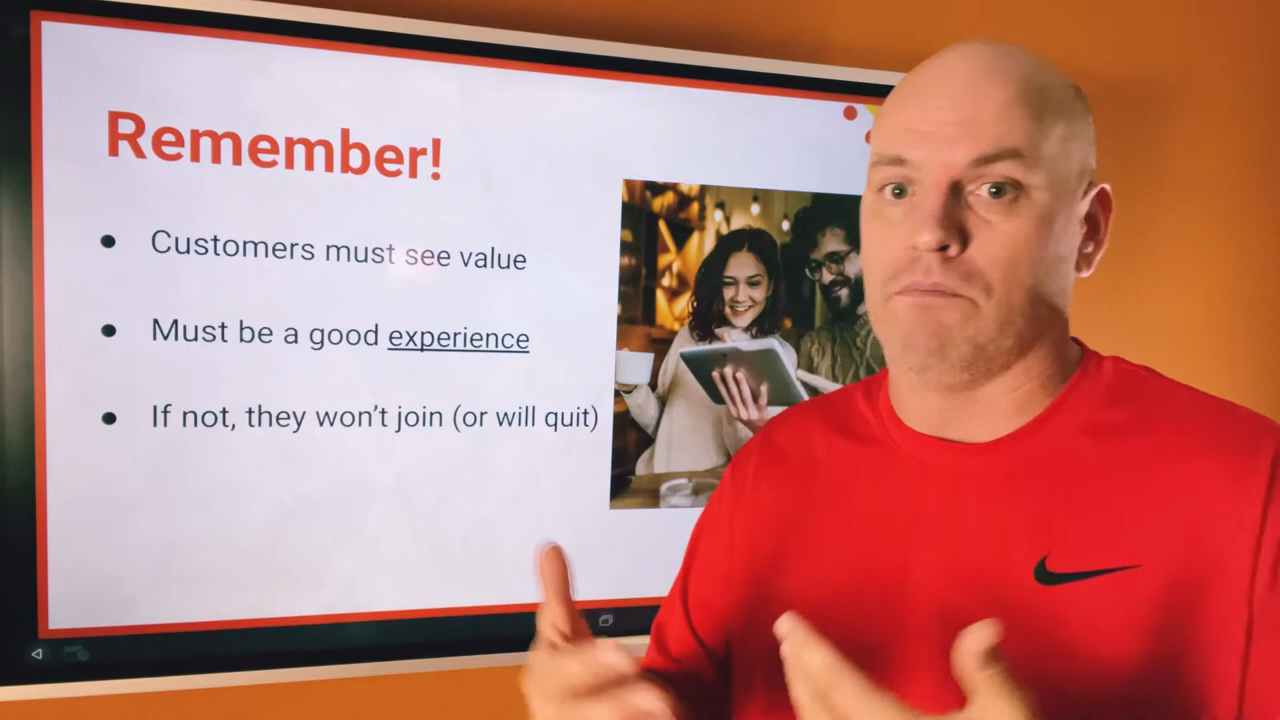 Remember!
● Customers must see value
● Must be a good experience
● If not, they won’t join (or will quit)